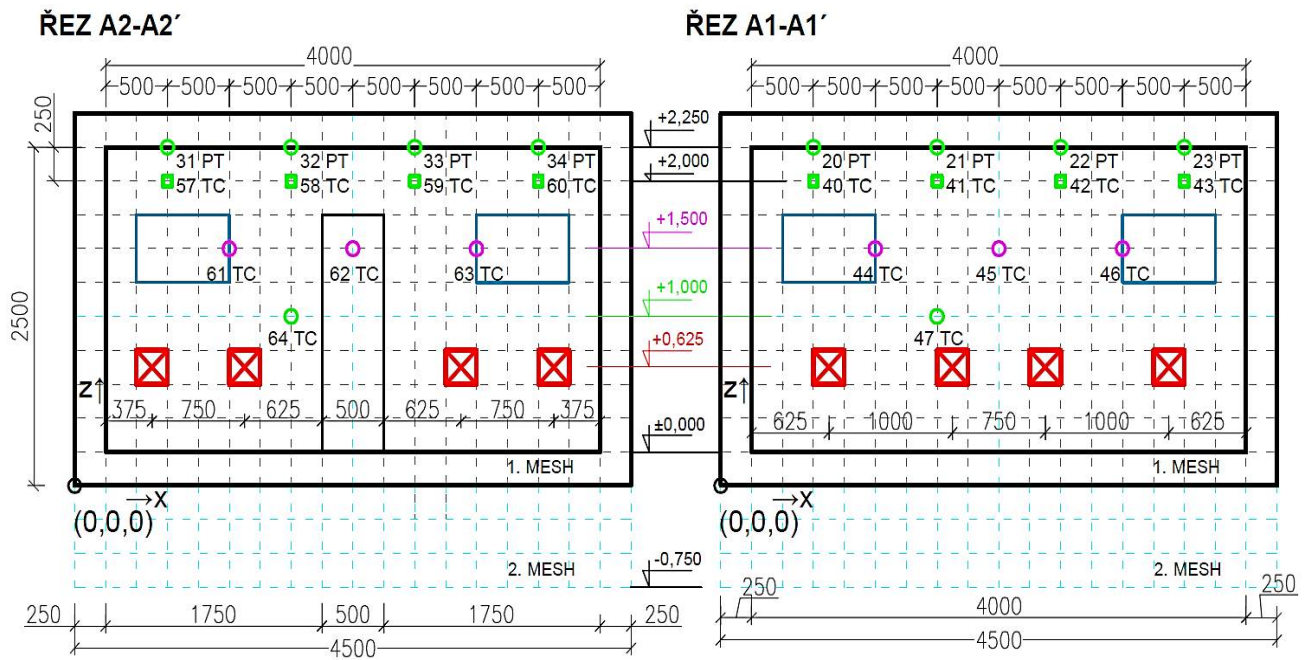 ŘEZ A2-A2´
ŘEZ A1-A1´
4000
4000
500 500 500 500 500 500 500 500
500 500 500 500 500 500 500 500
250
+2,250
31 PT 32 PT 33 PT 34 PT
20 PT 21 PT 22 PT 23 PT
+2,000
57 TC 58 TC 59 TC 60 TC
40 TC 41 TC 42 TC 43 TC
+1,500
61 TC 62 TC 63 TC
44 TC 45 TC 46 TC
2500
+1,000
64 TC
47 TC
+0,625
Z↑
Z↑
375 750 625 500 625 750 375
625 1000 750 1000 625
±0,000
1. MESH
1. MESH
→X
→X
(0,0,0)
(0,0,0)
-0,750
2. MESH
2. MESH
250 1750 500 1750 250
250 4000 250
4500
4500